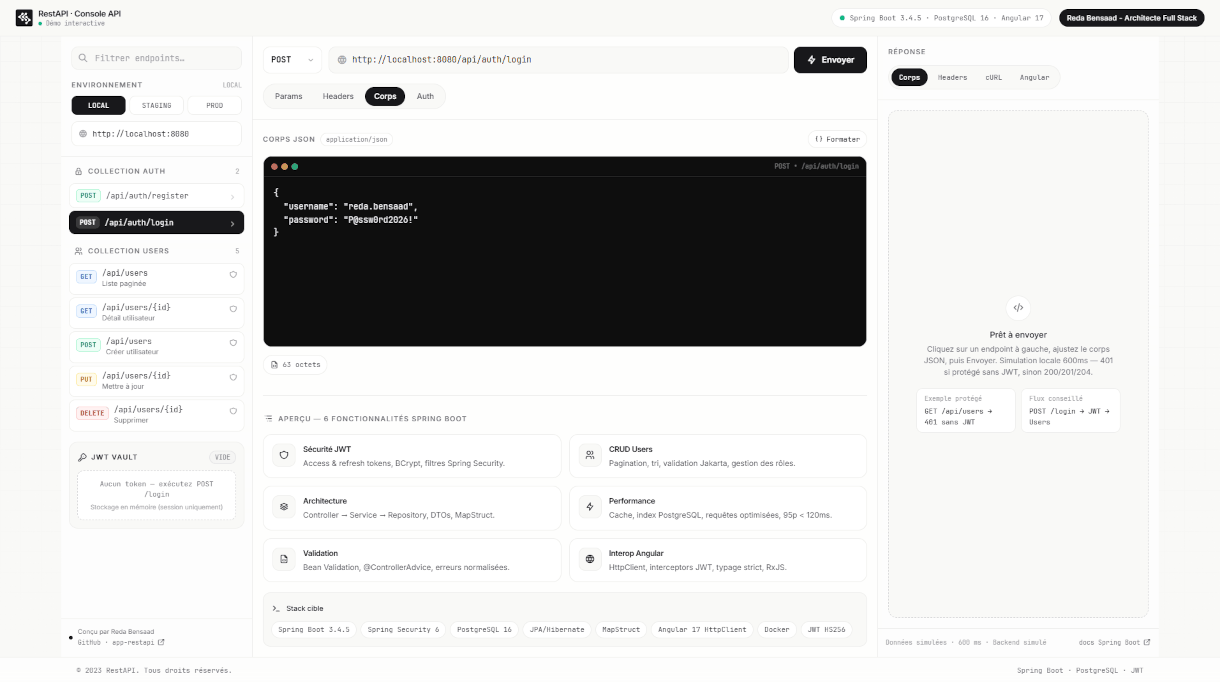 RestAPI · Console API
Démo interactive
Spring Boot 3.4.5 · PostgreSQL 16 · Angular 17
Reda Bensaad - Architecte Full Stack
Filtrer endpoints…
ENVIRONNEMENT
LOCAL
LOCAL
STAGING
PROD
http://localhost:8080
COLLECTION AUTH
2
POST /api/auth/register
POST /api/auth/login
COLLECTION USERS
5
GET /api/users
Liste paginée
GET /api/users/{id}
Détail utilisateur
POST /api/users
Créer utilisateur
PUT /api/users/{id}
Mettre à jour
DELETE /api/users/{id}
Supprimer
JWT VAULT
VIDE
Aucun token — exécutez POST
/login
Stockage en mémoire (session uniquement)
Conçu par Reda Bensaad
GitHub · app-restapi
POST
http://localhost:8080/api/auth/login
Envoyer
Params
Headers
Corps
Auth
CORPS JSON
application/json
{} Formater
POST • /api/auth/login
{
"username": "reda.bensaad",
"password": "P@ssw0rd2026!"
}
63 octets
APERÇU — 6 FONCTIONNALITÉS SPRING BOOT
Sécurité JWT
Access & refresh tokens, BCrypt, filtres Spring Security.
CRUD Users
Pagination, tri, validation Jakarta, gestion des rôles.
Architecture
Controller → Service → Repository, DTOs, MapStruct.
Performance
Cache, index PostgreSQL, requêtes optimisées, 95p < 120ms.
Validation
Bean Validation, @ControllerAdvice, erreurs normalisées.
Interop Angular
HttpClient, interceptors JWT, typage strict, RxJS.
Stack cible
Spring Boot 3.4.5
Spring Security 6
PostgreSQL 16
JPA/Hibernate
MapStruct
Angular 17 HttpClient
Docker
JWT HS256
RÉPONSE
Corps
Headers
cURL
Angular
Prêt à envoyer
Cliquez sur un endpoint à gauche, ajustez le corps
JSON, puis Envoyer. Simulation locale 600ms — 401
si protégé sans JWT, sinon 200/201/204.
Exemple protégé
GET /api/users →
401 sans JWT
Flux conseillé
POST /login → JWT →
Users
Données simulées · 600 ms · Backend simulé
docs Spring Boot
© 2023 RestAPI. Tous droits réservés.
Spring Boot · PostgreSQL · JWT